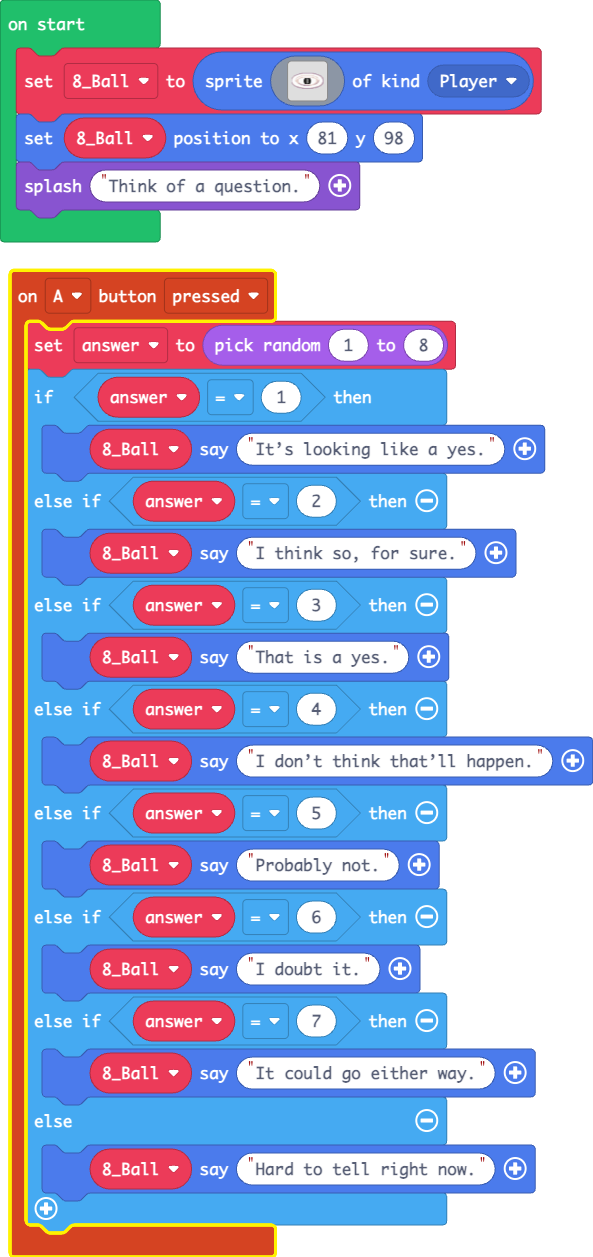 on start
set 8_Ball to sprite of kind Player
set 8_Ball position to x 81 y 98
splash "Think of a question."
on A button pressed
set answer to pick random 1 to 8
if answer = 1 then
8_Ball say "It’s looking like a yes."
else if answer = 2 then
8_Ball say "I think so, for sure."
else if answer = 3 then
8_Ball say "That is a yes."
else if answer = 4 then
8_Ball say "I don’t think that’ll happen."
else if answer = 5 then
8_Ball say "Probably not."
else if answer = 6 then
8_Ball say "I doubt it."
else if answer = 7 then
8_Ball say "It could go either way."
else
8_Ball say "Hard to tell right now."